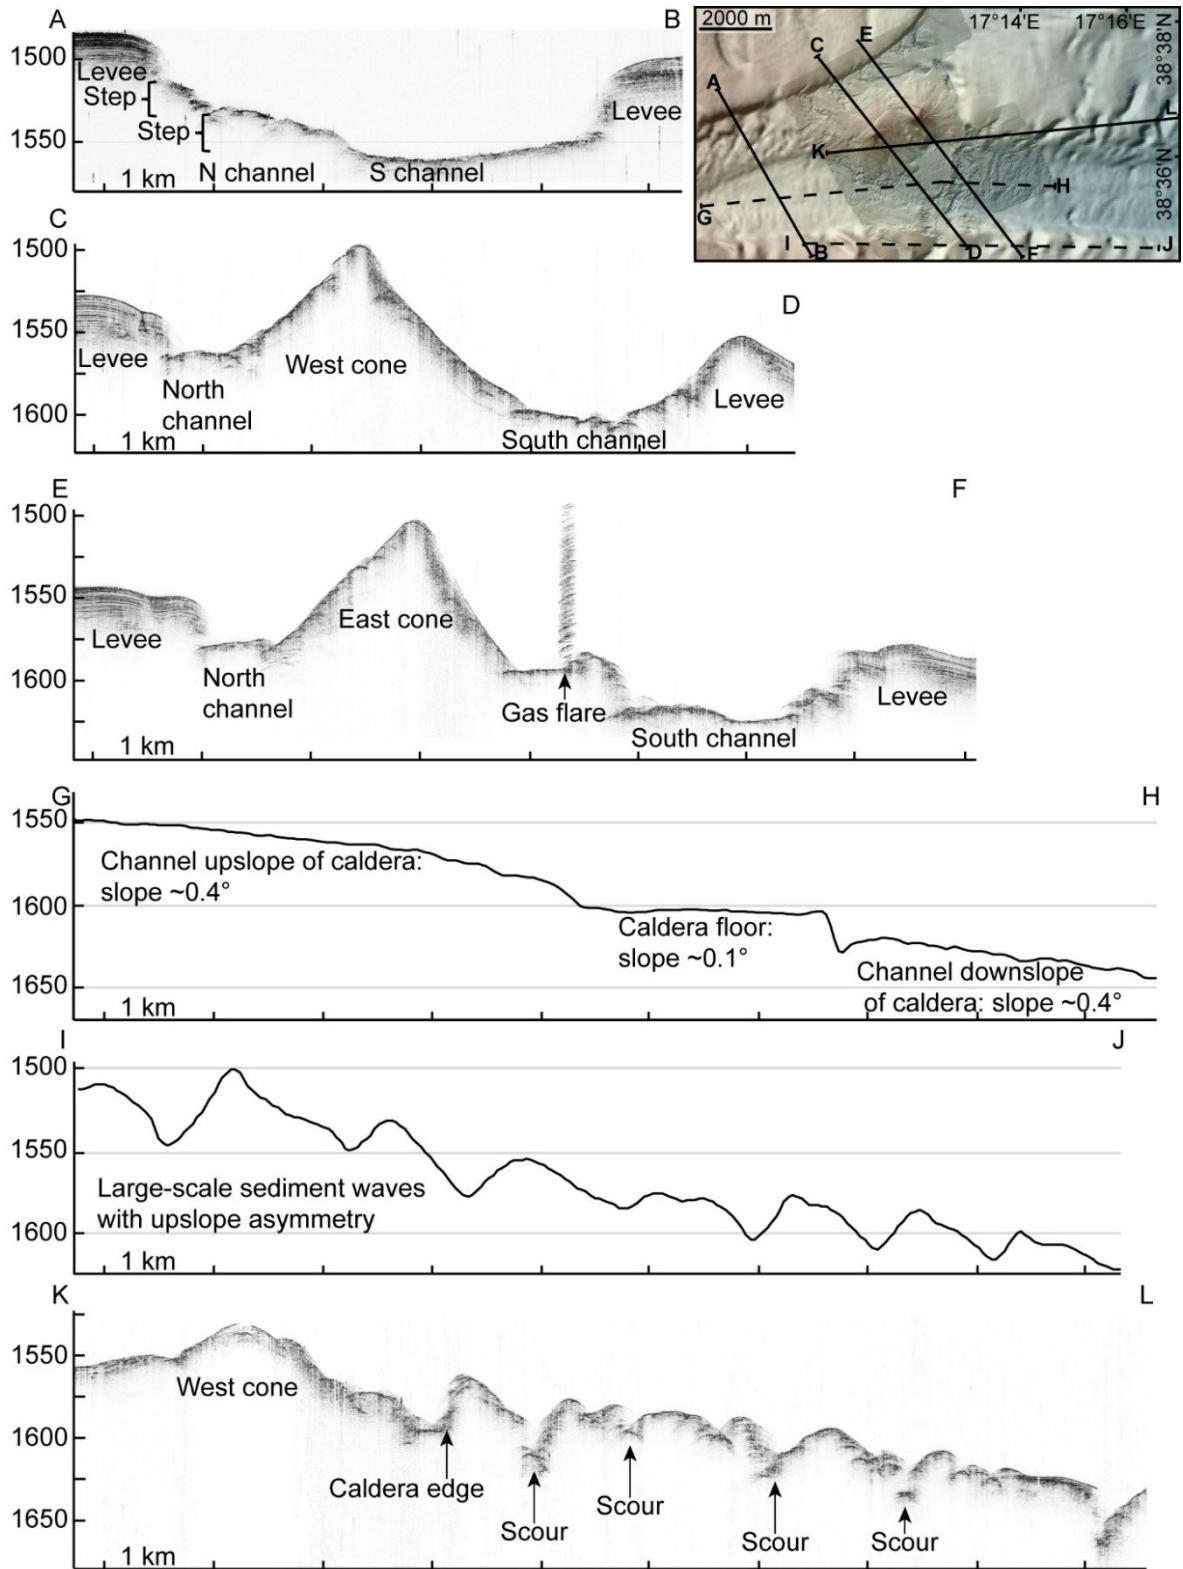 A
B
1500
1550
Levee
Step
Step
N channel
S channel
Levee
1 km
2000 m
17°14'E
17°16'E
38°38'N
38°36'N
A
C
E
K
L
G
H
I
B
D
F
J
C
D
1500
1550
1600
Levee
North
channel
West cone
South channel
Levee
1 km
E
F
1500
1550
1600
Levee
North
channel
East cone
Gas flare
South channel
Levee
1 km
G
H
1550
1600
1650
Channel upslope of caldera:
slope ~0.4°
Caldera floor:
slope ~0.1°
Channel downslope
of caldera: slope ~0.4°
1 km
I
J
1500
1550
1600
Large-scale sediment waves
with upslope asymmetry
1 km
K
L
1550
1600
1650
West cone
Caldera edge
Scour
Scour
Scour
Scour
1 km